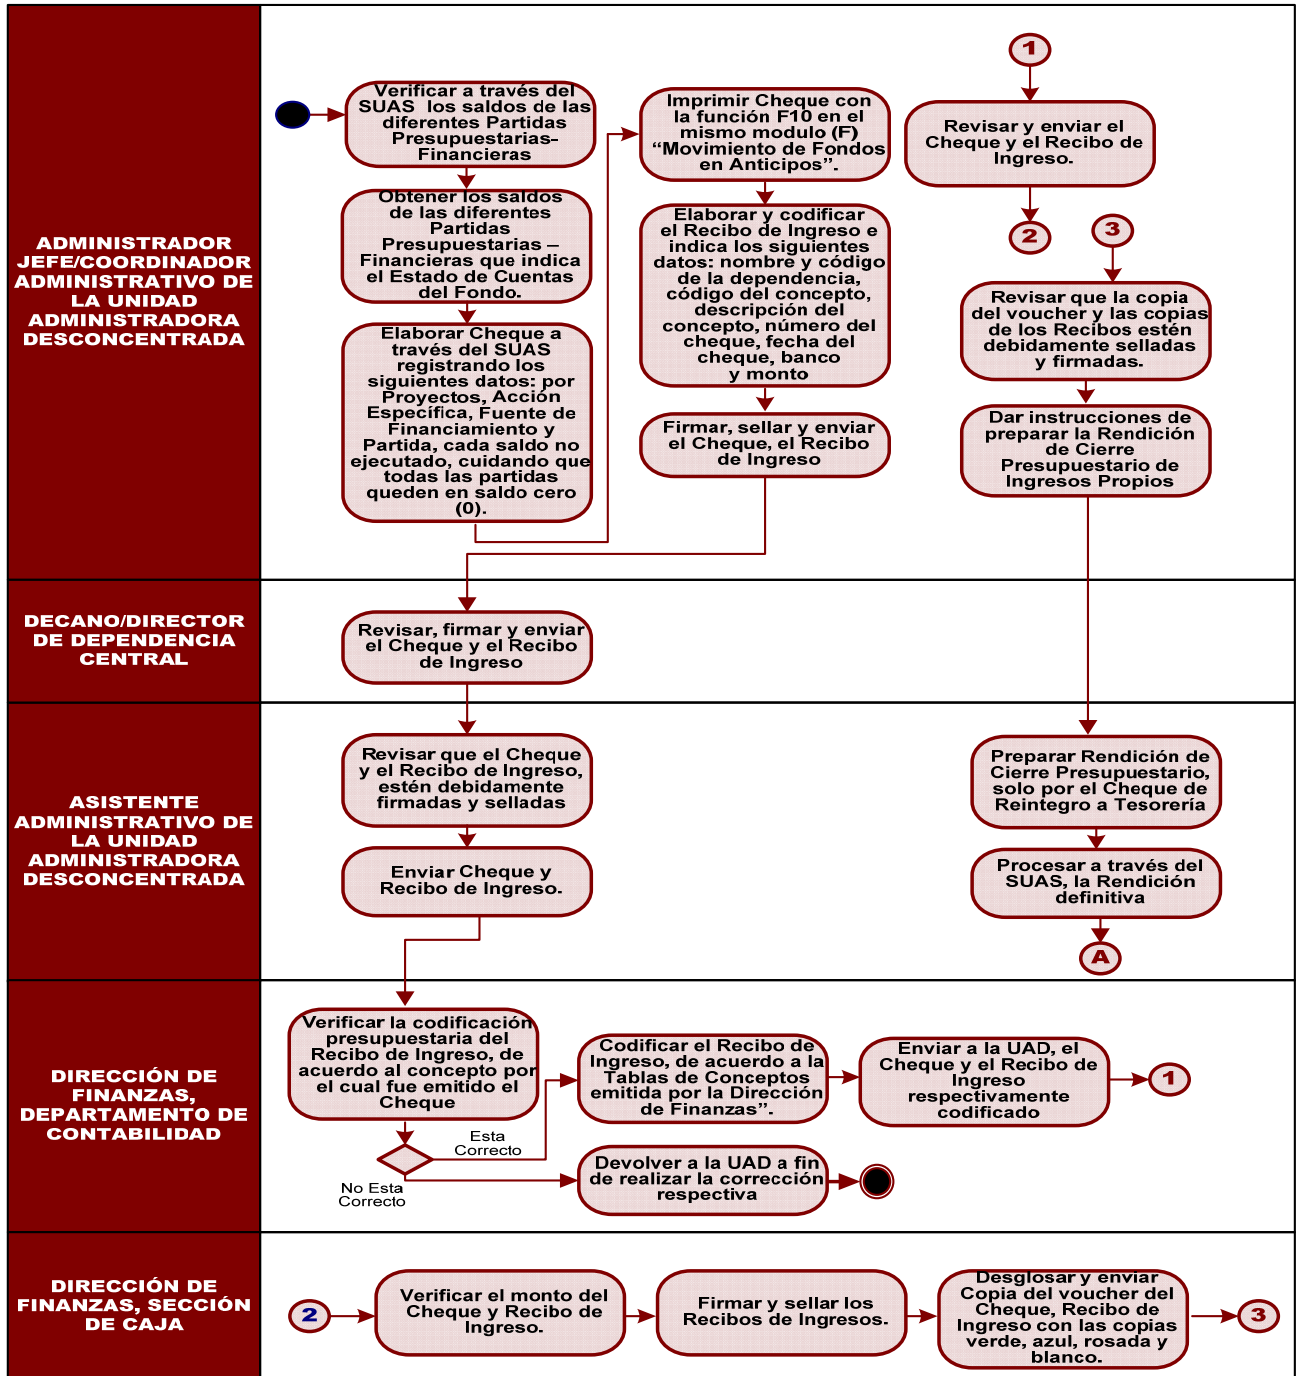 ADMINISTRADOR
JEFE/COORDINADOR
ADMINISTRATIVO DE
LA UNIDAD
ADMINISTRADORA
DESCONCENTRADA
Verificar a través del
SUAS los saldos de las
diferentes Partidas
Presupuestarias–
Financieras
Obtener los saldos
de las diferentes
Partidas
Presupuestarias –
Financieras que indica
el Estado de Cuentas
del Fondo.
Elaborar Cheque a
través del SUAS
registrando los
siguientes datos: por
Proyectos, Acción
Específica, Fuente de
Financiamiento y
Partida, cada saldo no
ejecutado, cuidando que
todas las partidas
queden en saldo cero
(0).
Imprimir Cheque con
la función F10 en el
mismo modulo (F)
“Movimiento de Fondos
en Anticipos”.
Elaborar y codificar
el Recibo de Ingreso e
indica los siguientes
datos: nombre y código
de la dependencia,
código del concepto,
descripción del
concepto, número del
cheque, fecha del
cheque, banco
y monto
Firmar, sellar y enviar
el Cheque, el Recibo
de Ingreso
1
Revisar y enviar el
Cheque y el Recibo de
Ingreso.
2
3
Revisar que la copia
del voucher y las copias
de los Recibos estén
debidamente selladas
y firmadas.
Dar instrucciones de
preparar la Rendición
de Cierre
Presupuestario de
Ingresos Propios
DECANO/DIRECTOR
DE DEPENDENCIA
CENTRAL
Revisar, firmar y enviar
el Cheque y el Recibo
de Ingreso
ASISTENTE
ADMINISTRATIVO DE
LA UNIDAD
ADMINISTRADORA
DESCONCENTRADA
Revisar que el Cheque
y el Recibo de Ingreso,
estén debidamente
firmadas y selladas
Enviar Cheque y
Recibo de Ingreso.
Preparar Rendición de
Cierre Presupuestario,
solo por el Cheque de
Reintegro a Tesorería
Procesar a través del
SUAS, la Rendición
definitiva
A
DIRECCIÓN DE
FINANZAS,
DEPARTAMENTO DE
CONTABILIDAD
Verificar la codificación
presupuestaria del
Recibo de Ingreso, de
acuerdo al concepto por
el cual fue emitido el
Cheque
Esta
Correcto
No Esta
Correcto
Codificar el Recibo de
Ingreso, de acuerdo a la
Tablas de Conceptos
emitida por la Dirección
de Finanzas”.
Enviar a la UAD, el
Cheque y el Recibo de
Ingreso
respectivamente
codificado
1
Devolver a la UAD a fin
de realizar la corrección
respectiva
DIRECCIÓN DE
FINANZAS, SECCIÓN
DE CAJA
2
Verificar el monto del
Cheque y Recibo de
Ingreso.
Firmar y sellar los
Recibos de Ingresos.
Desglosar y enviar
Copia del voucher del
Cheque, Recibo de
Ingreso con las copias
verde, azul, rosada y
blanco.
3